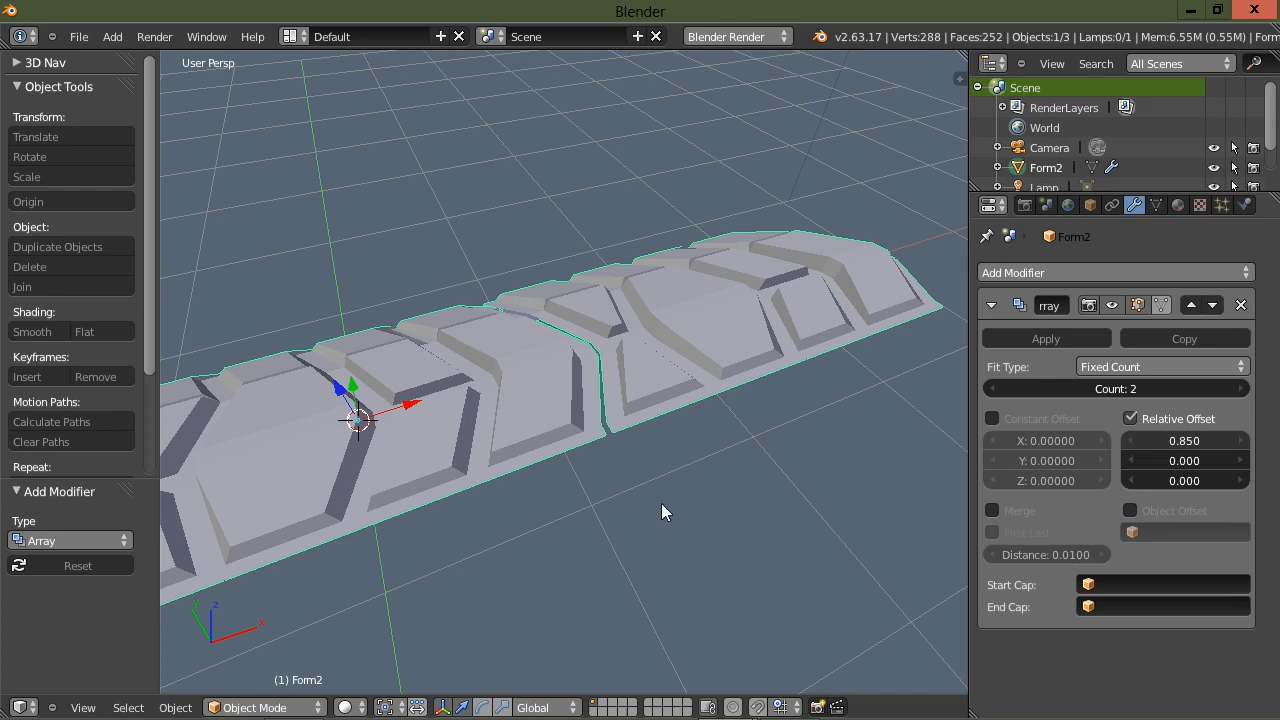 Blender
File Add Render Window Help Default Scene Blender Render v2.63.17 | Verts:288 | Faces:252 | Objects:1/3 | Lamps:0/1 | Mem:6.55M (0.55M) | Form
3D Nav
Object Tools
Transform:
Translate
Rotate
Scale
Origin
Object:
Duplicate Objects
Delete
Join
Shading:
Smooth Flat
Keyframes:
Insert Remove
Motion Paths:
Calculate Paths
Clear Paths
Repeat:
Add Modifier
Type
Array
Reset
User Persp
z
y
x
(1) Form2
View Select Object Object Mode Global
View Search All Scenes
Scene
RenderLayers |
World
Camera |
Form2 |
Lamp |
Form2
Add Modifier
rray
Apply Copy
Fit Type: Fixed Count
Count: 2
Constant Offset Relative Offset
X: 0.00000 0.850
Y: 0.00000 0.000
Z: 0.00000 0.000
Merge Object Offset
First Last
Distance: 0.0100
Start Cap:
End Cap: